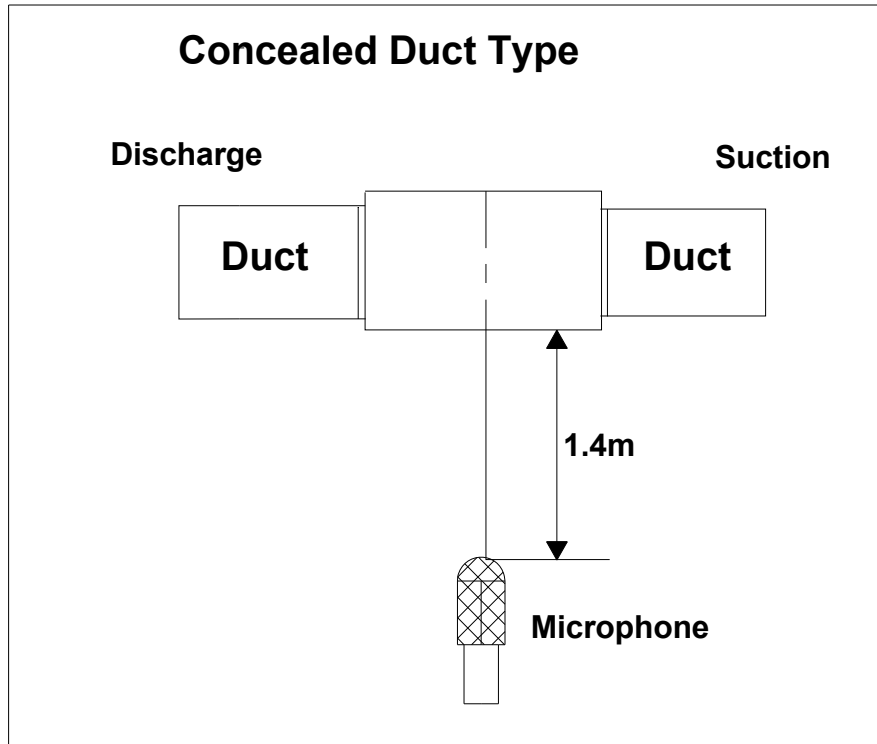 Concealed Duct Type
Discharge
Suction
Duct
Duct
1.4m
Microphone